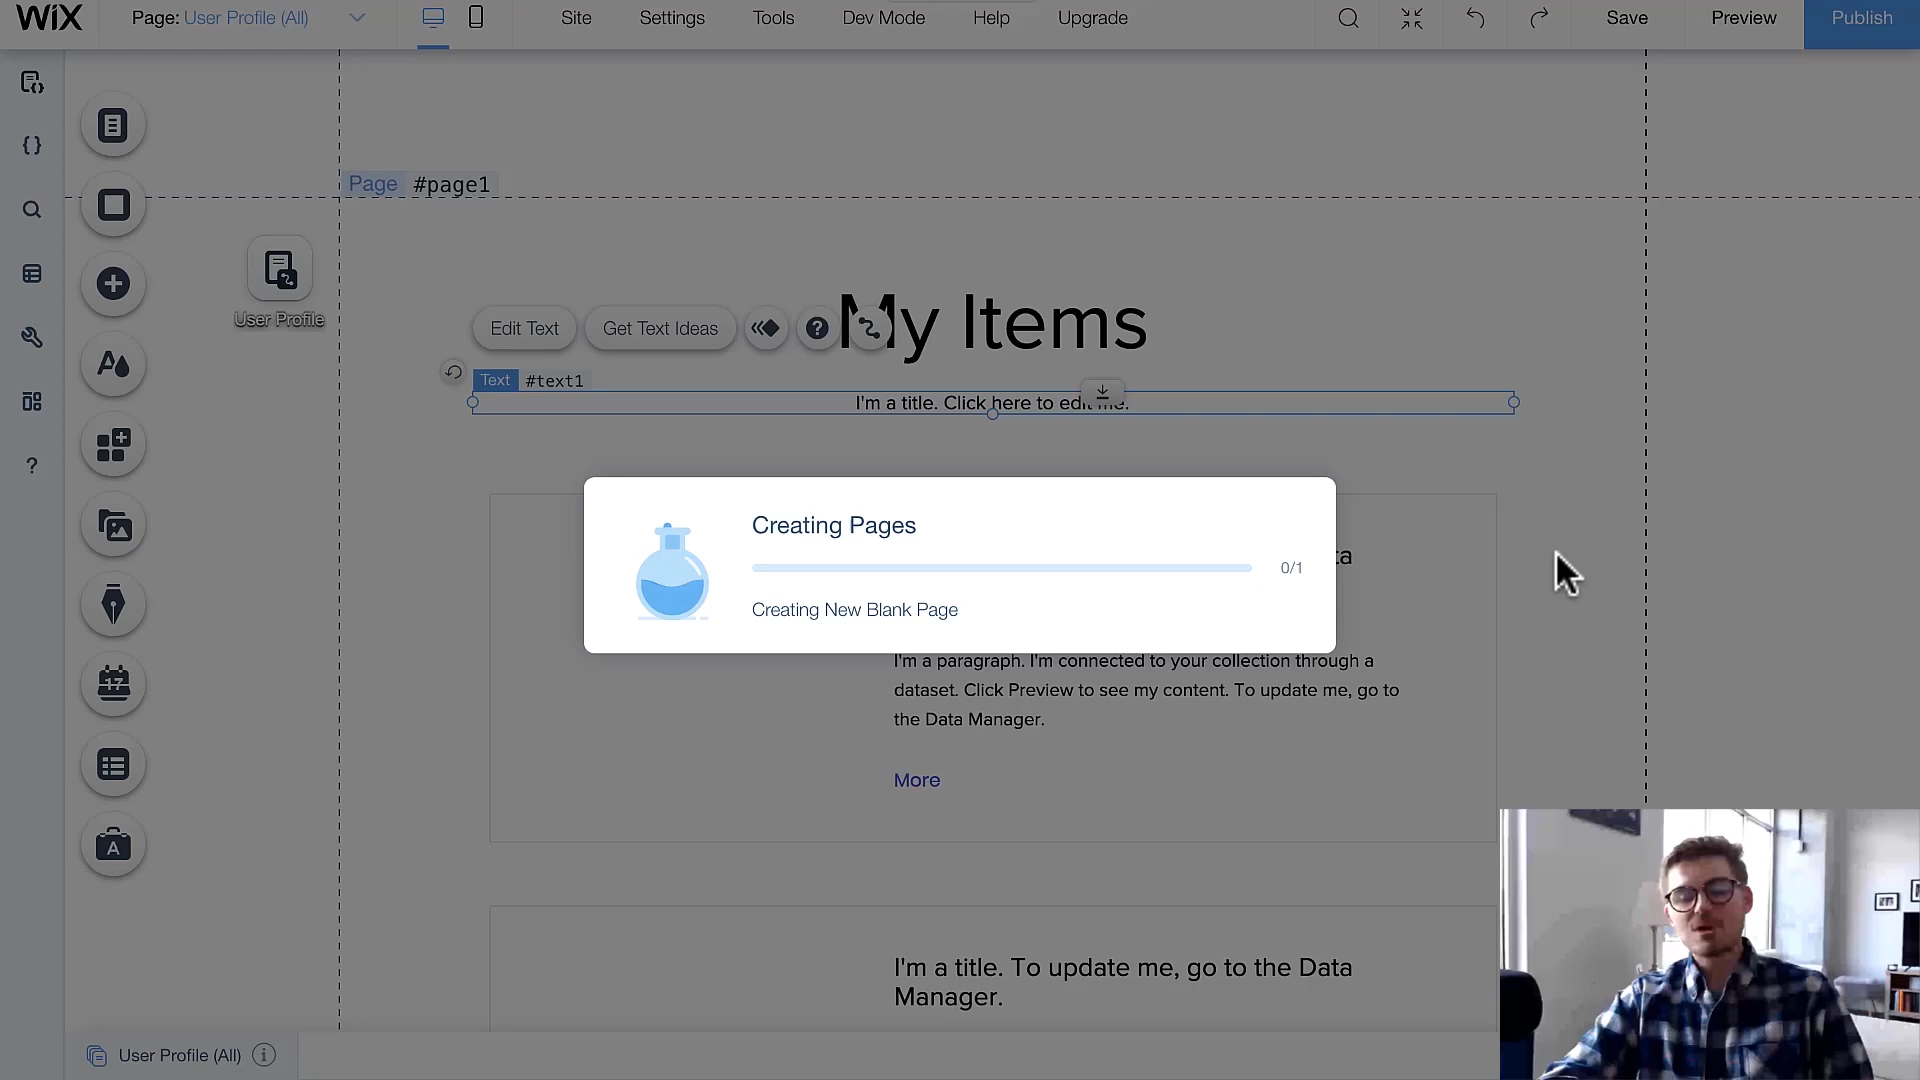 WiX
Page: User Profile (All)
Site
Settings
Tools
Dev Mode
Help
Upgrade
Save
Preview
Publish
Page #page1
User Profile
My Items
Edit Text
Get Text Ideas
?
Text #text1
I'm a title. Click here to edit me.
Creating Pages
0/1
Creating New Blank Page
ta
I'm a paragraph. I'm connected to your collection through a
dataset. Click Preview to see my content. To update me, go to
the Data Manager.
More
I'm a title. To update me, go to the Data
Manager.
?
17
A
A
User Profile (All)
i